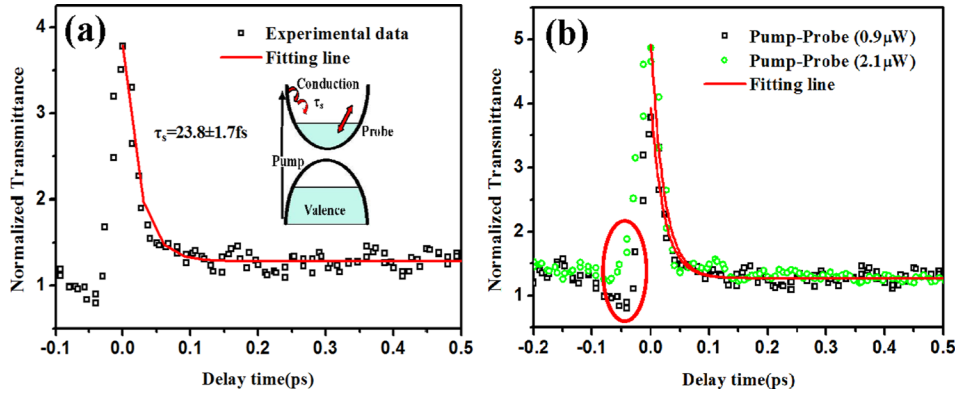 (a)
Experimental data
Fitting line
Conduction
τs
Probe
Pump
Valence
τs=23.8±1.7fs
Normalized Transmittance
4
3
2
1
-0.1 0.0 0.1 0.2 0.3 0.4 0.5
Delay time(ps)
(b)
Pump-Probe (0.9μW)
Pump-Probe (2.1μW)
Fitting line
Normalized Transmittance
5
4
3
2
1
-0.2 -0.1 0.0 0.1 0.2 0.3 0.4 0.5
Delay time(ps)